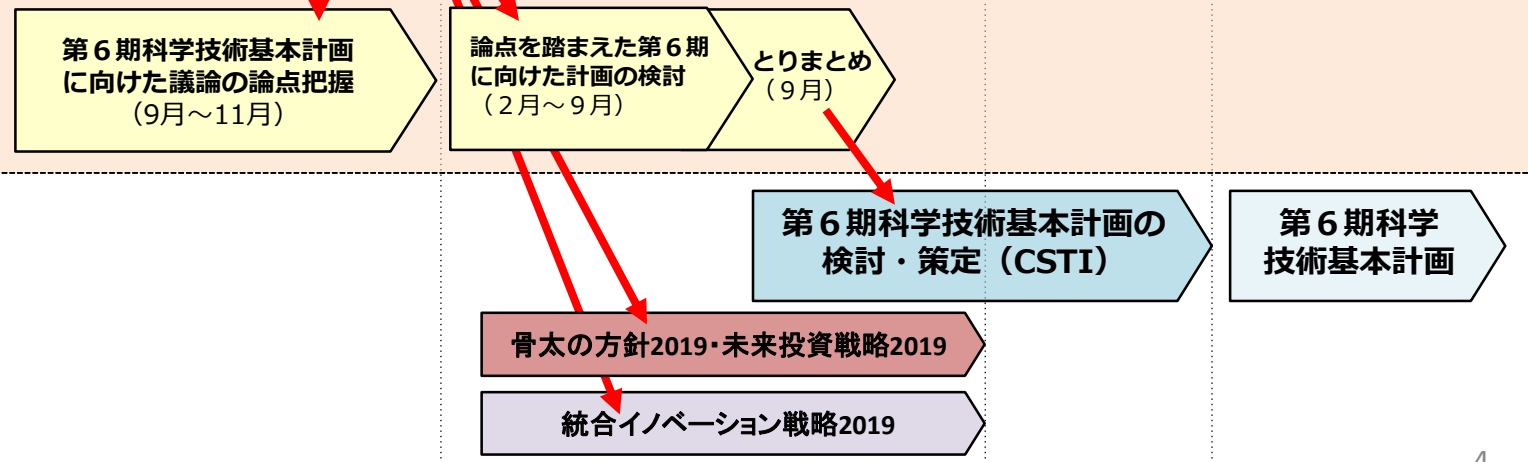 第６期科学技術基本計画
に向けた議論の論点把握
（9月～11月）
論点を踏まえた第６期
に向けた計画の検討
（２月～９月）
とりまとめ
（９月）
第６期科学技術基本計画の
検討・策定（CSTI）
第６期科学
技術基本計画
骨太の方針2019・未来投資戦略2019
統合イノベーション戦略2019
4